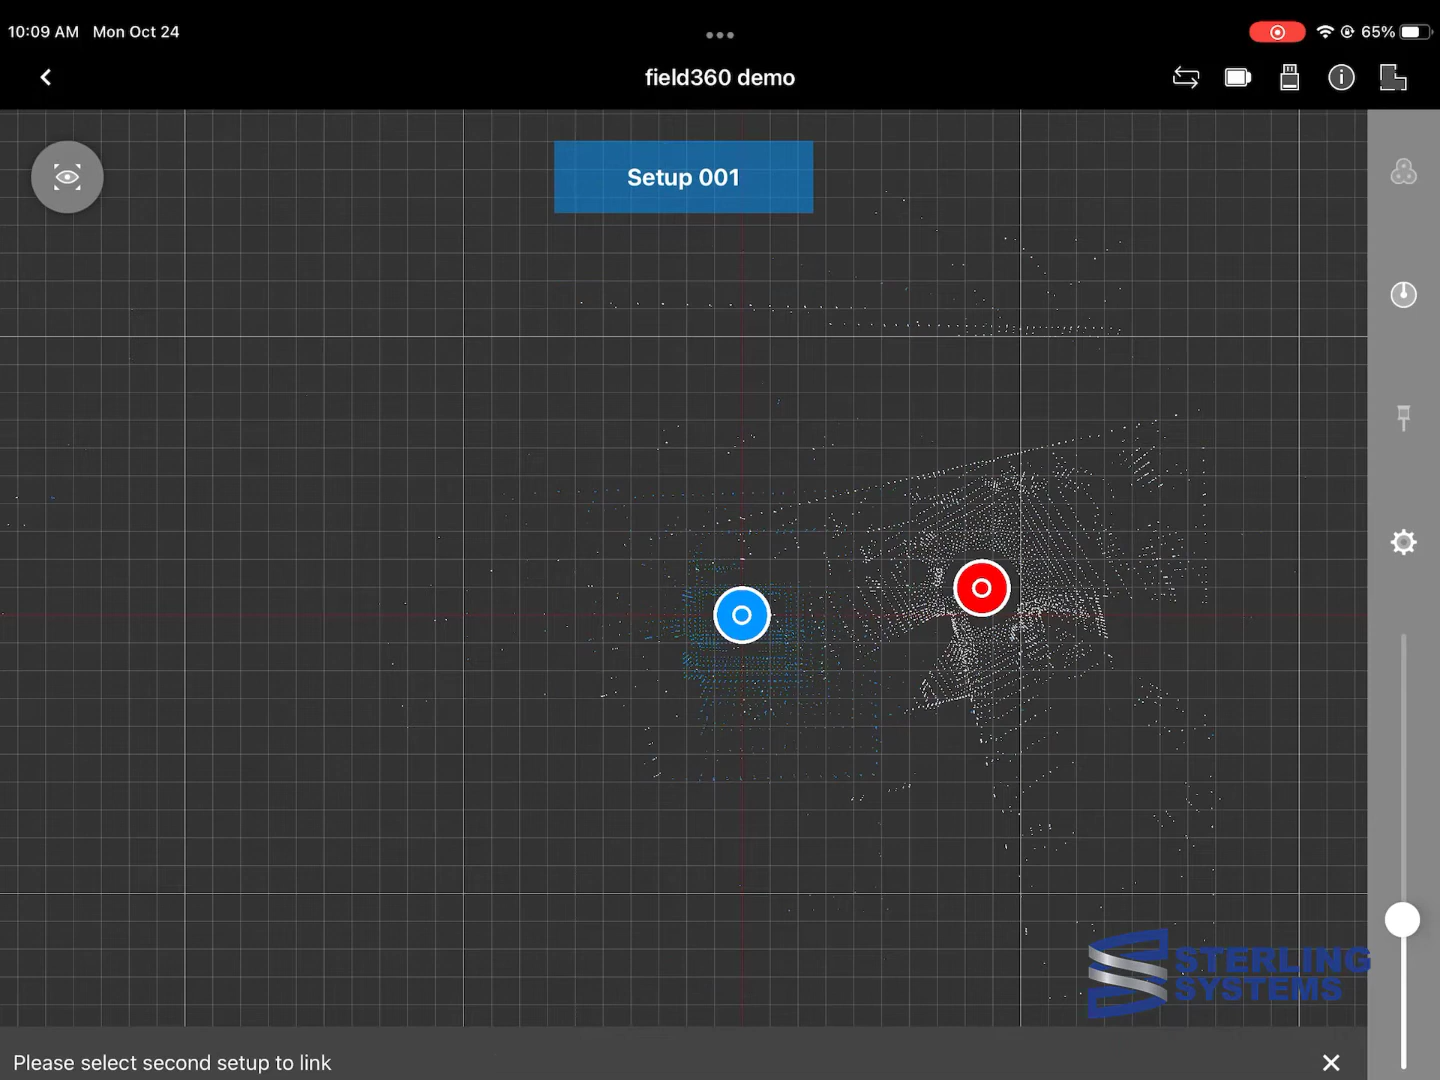 10:09 AM Mon Oct 24
65%
field360 demo
Setup 001
STERLING
SYSTEMS
Please select second setup to link